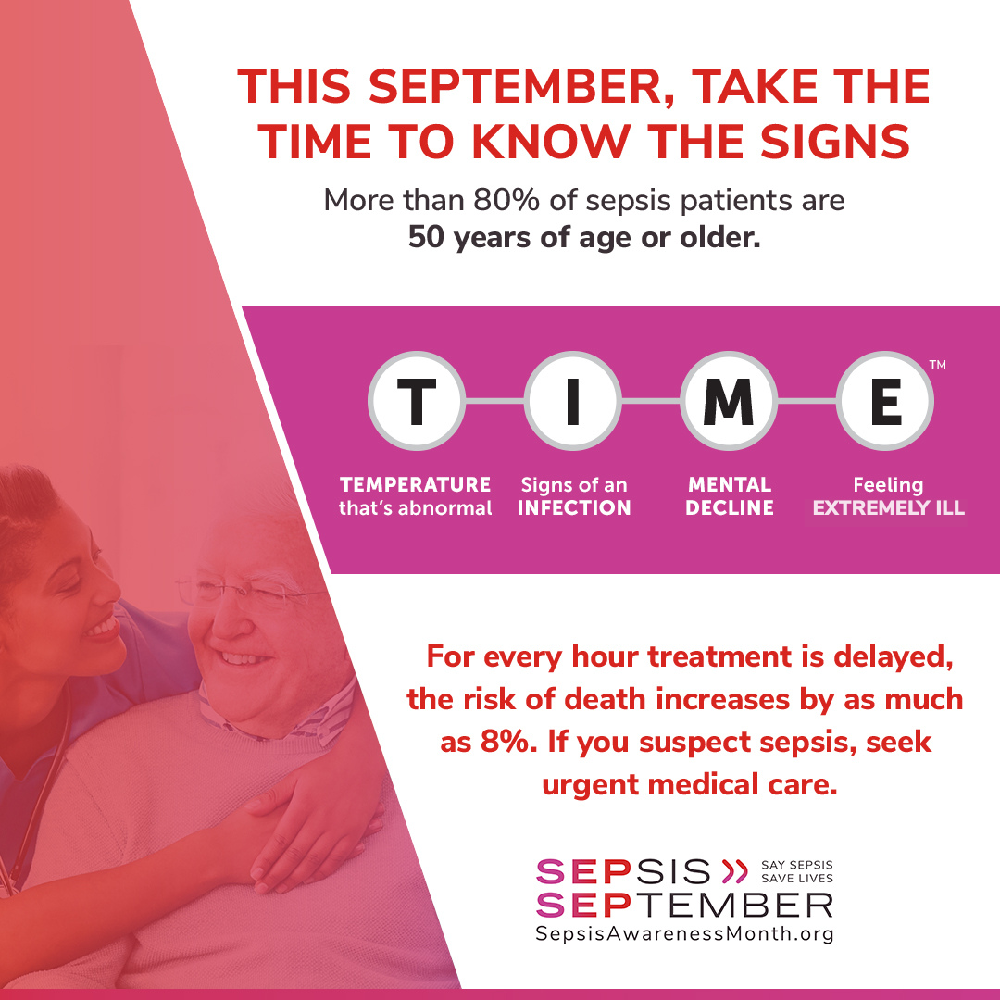 THIS SEPTEMBER, TAKE THE
TIME TO KNOW THE SIGNS
More than 80% of sepsis patients are
50 years of age or older.
T I M E ™
TEMPERATURE
that's abnormal
Signs of an
INFECTION
MENTAL
DECLINE
Feeling
EXTREMELY ILL
For every hour treatment is delayed,
the risk of death increases by as much
as 8%. If you suspect sepsis, seek
urgent medical care.
SEPSIS
SAY SEPSIS
SAVE LIVES
SEPTEMBER
SepsisAwarenessMonth.org